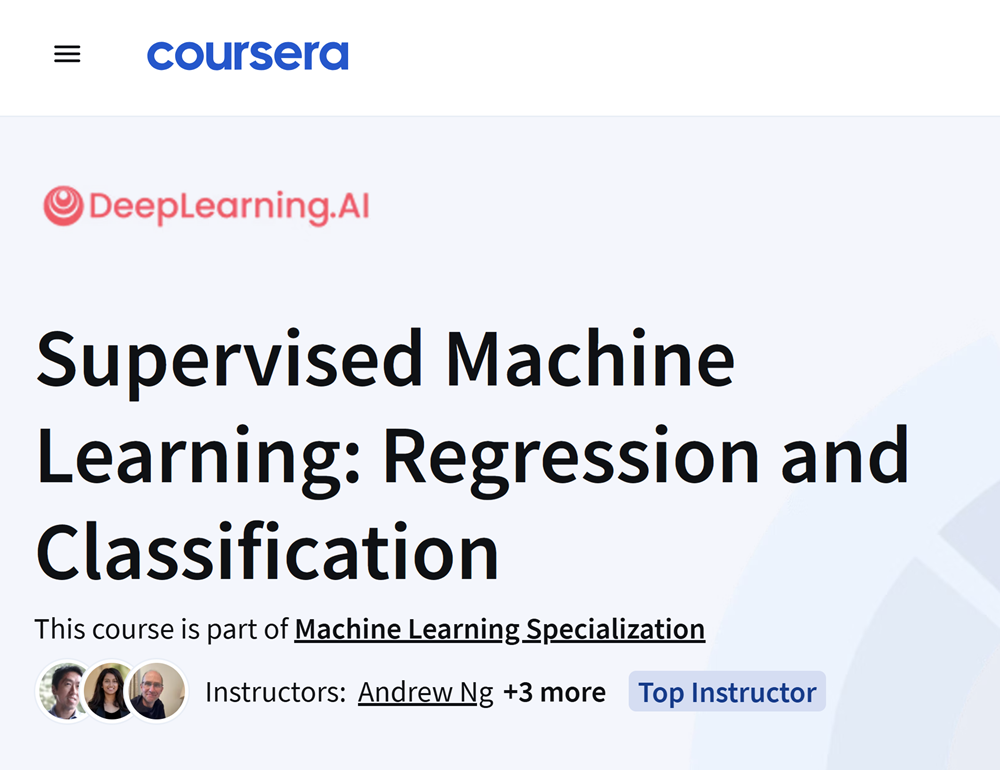 coursera
DeepLearning.AI
Supervised Machine
Learning: Regression and
Classification
This course is part of Machine Learning Specialization
Instructors: Andrew Ng +3 more Top Instructor